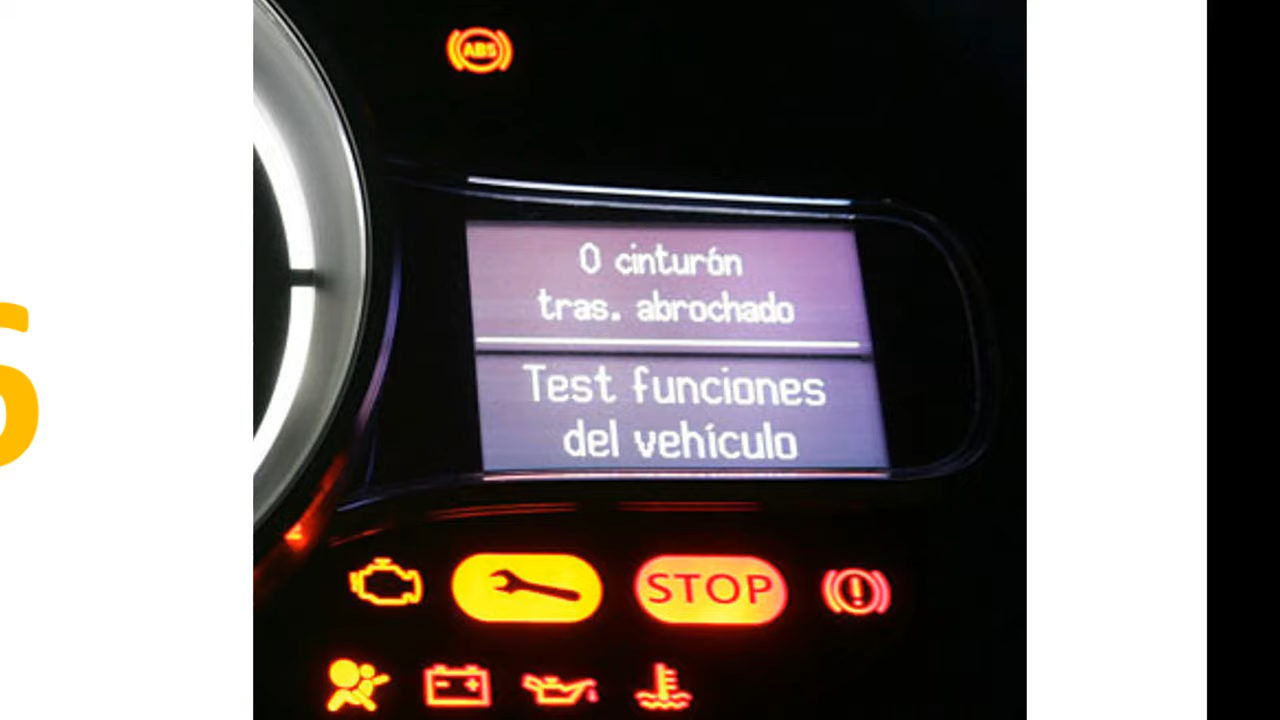 ABS
0 cinturón
tras. abrochado
Test funciones
del vehículo
STOP